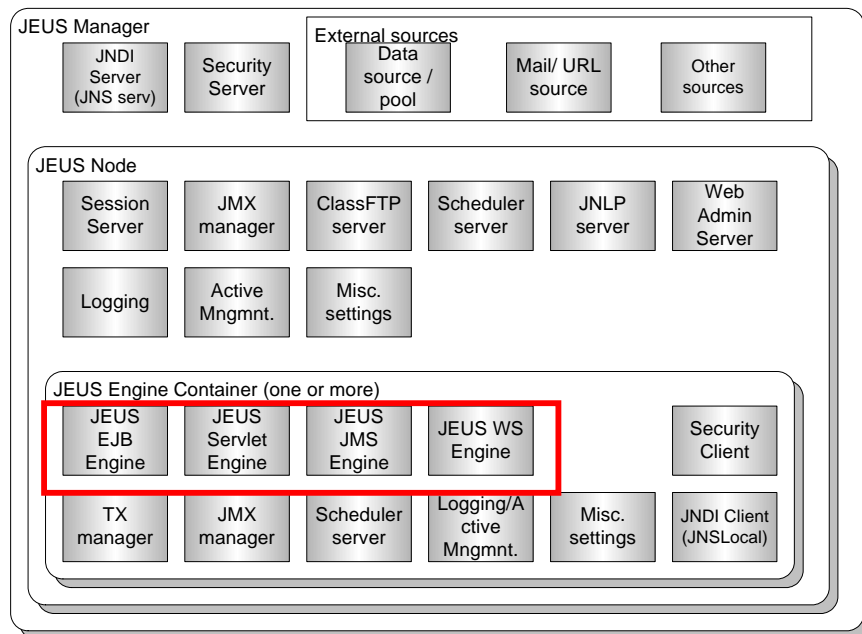 JEUS Manager
JNDI
Server
(JNS serv)
Security
Server
External sources
Data
source /
pool
Mail/ URL
source
Other
sources
JEUS Node
Session
Server
JMX
manager
ClassFTP
server
Scheduler
server
JNLP
server
Web
Admin
Server
Logging
Active
Mngmnt.
Misc.
settings
JEUS Engine Container (one or more)
JEUS
EJB
Engine
JEUS
Servlet
Engine
JEUS
JMS
Engine
JEUS WS
Engine
Security
Client
TX
manager
JMX
manager
Scheduler
server
Logging/A
ctive
Mngmnt.
Misc.
settings
JNDI Client
(JNSLocal)